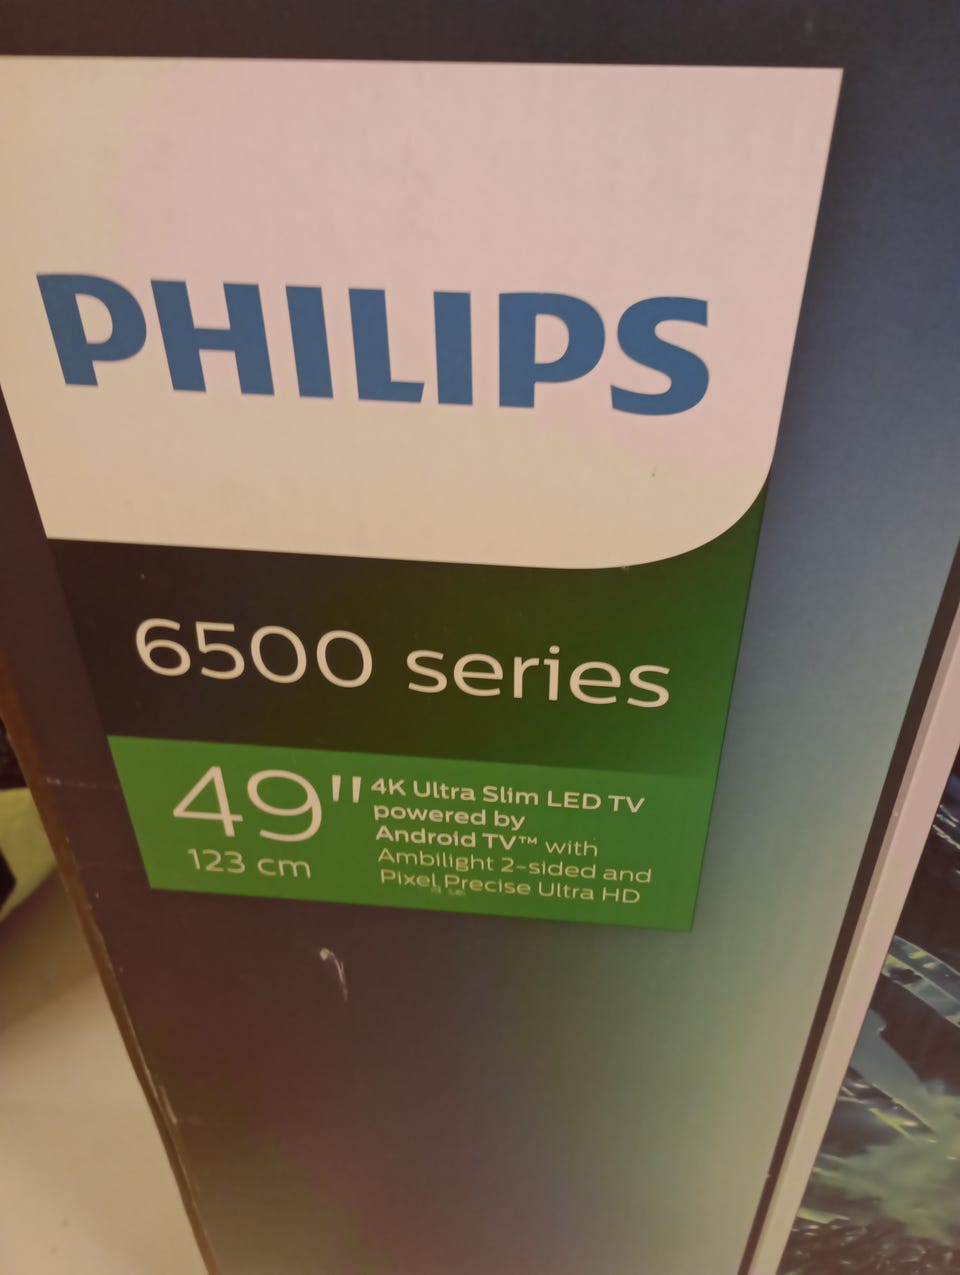 PHILIPS
6500 series
49"
123 cm
4K Ultra Slim LED TV
powered by
Android TV™ with
Ambilight 2-sided and
Pixel Precise Ultra HD